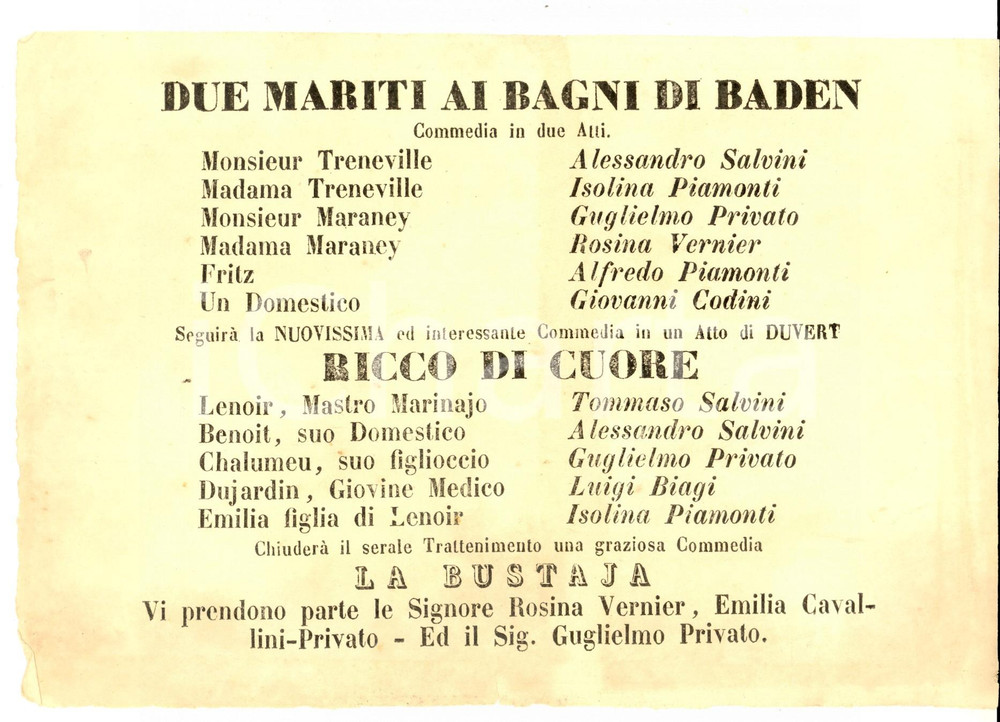 DUE MARITI AI BAGNI DI BADEN
Commedia in due Atti.
Monsieur Treneville Alessandro Salvini
Madama Treneville Isolina Piamonti
Monsieur Maraney Guglielmo Privato
Madama Maraney Rosina Vernier
Fritz Alfredo Piamonti
Un Domestico Giovanni Codini
Seguirà la NUOVISSIMA ed interessante Commedia in un Atto di DUVERT
RICCO DI CUORE
Lenoir, Mastro Marinajo Tommaso Salvini
Benoit, suo Domestico Alessandro Salvini
Chalumeu, suo figlioccio Guglielmo Privato
Dujardin, Giovine Medico Luigi Biagi
Emilia figlia di Lenoir Isolina Piamonti
Chiuderà il serale Trattenimento una graziosa Commedia
LA BUSTAJA
Vi prendono parte le Signore Rosina Vernier, Emilia Caval-
lini-Privato - Ed il Sig. Guglielmo Privato.